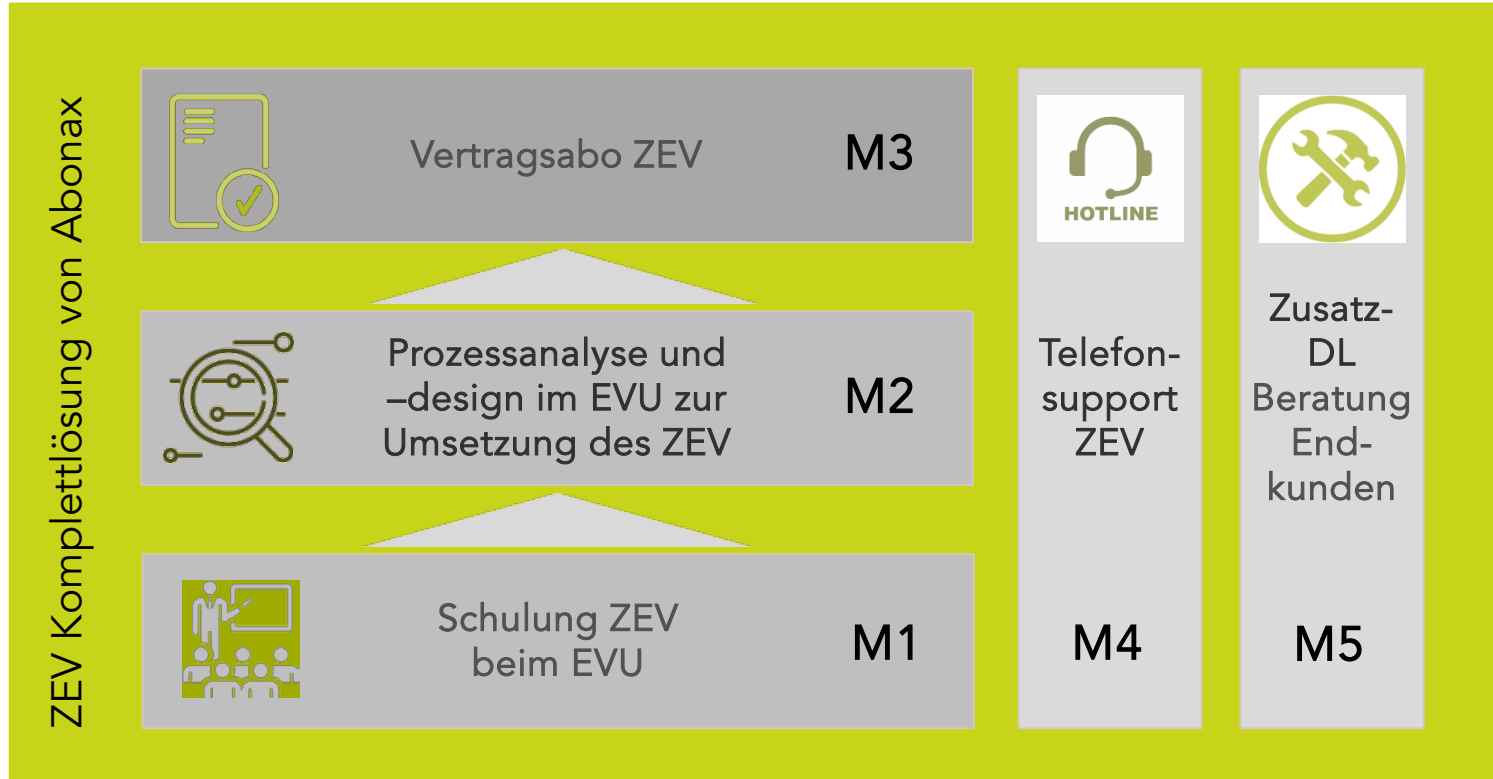 ZEV Komplettlösung von Abonax
Vertragsabo ZEV
M3
Prozessanalyse und
–design im EVU zur
Umsetzung des ZEV
M2
Schulung ZEV
beim EVU
M1
HOTLINE
Telefon-
support
ZEV
M4
Zusatz-
DL
Beratung
End-
kunden
M5